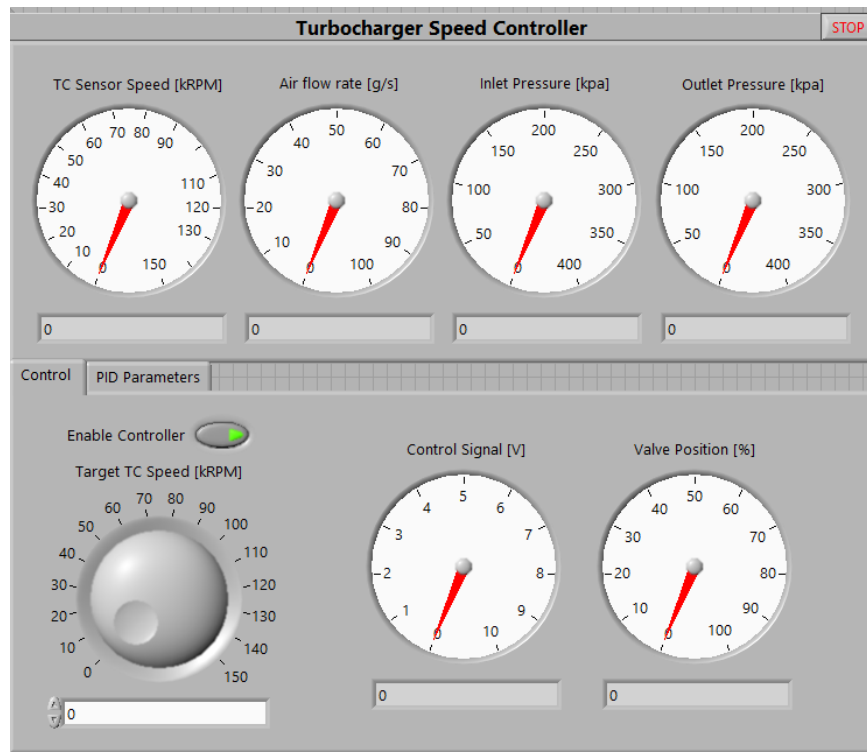 Turbocharger Speed Controller
STOP
TC Sensor Speed [kRPM]
0 10 20 30 40 50 60 70 80 90 110 120 130 150
0
Air flow rate [g/s]
0 10 20 30 40 50 60 70 80 90 100
0
Inlet Pressure [kpa]
0 50 100 150 200 250 300 350 400
0
Outlet Pressure [kpa]
0 50 100 150 200 250 300 350 400
0
Control
PID Parameters
Enable Controller
Target TC Speed [kRPM]
0 10 20 30 40 50 60 70 80 90 100 110 120 130 140 150
0
Control Signal [V]
0 1 2 3 4 5 6 7 8 9 10
0
Valve Position [%]
0 10 20 30 40 50 60 70 80 90 100
0